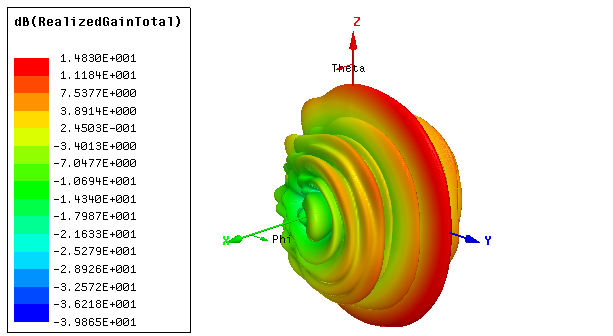 dB(RealizedGainTotal)
1.4830E+001
1.1184E+001
7.5377E+000
3.8914E+000
2.4503E-001
-3.4013E+000
-7.0477E+000
-1.0694E+001
-1.4340E+001
-1.7987E+001
-2.1633E+001
-2.5279E+001
-2.8926E+001
-3.2572E+001
-3.6218E+001
-3.9865E+001
Z
Theta
X
Phi
Y